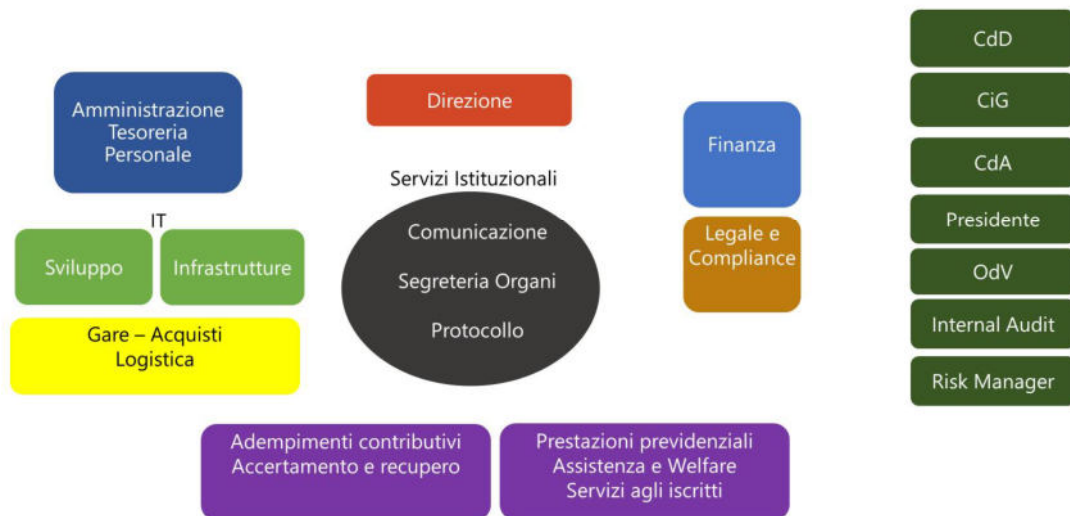 Amministrazione
Tesoreria
Personale
IT
Sviluppo
Infrastrutture
Gare – Acquisti
Logistica
Direzione
Servizi Istituzionali
Comunicazione
Segreteria Organi
Protocollo
Finanza
Legale e
Compliance
Adempimenti contributivi
Accertamento e recupero
Prestazioni previdenziali
Assistenza e Welfare
Servizi agli iscritti
CdD
CiG
CdA
Presidente
OdV
Internal Audit
Risk Manager